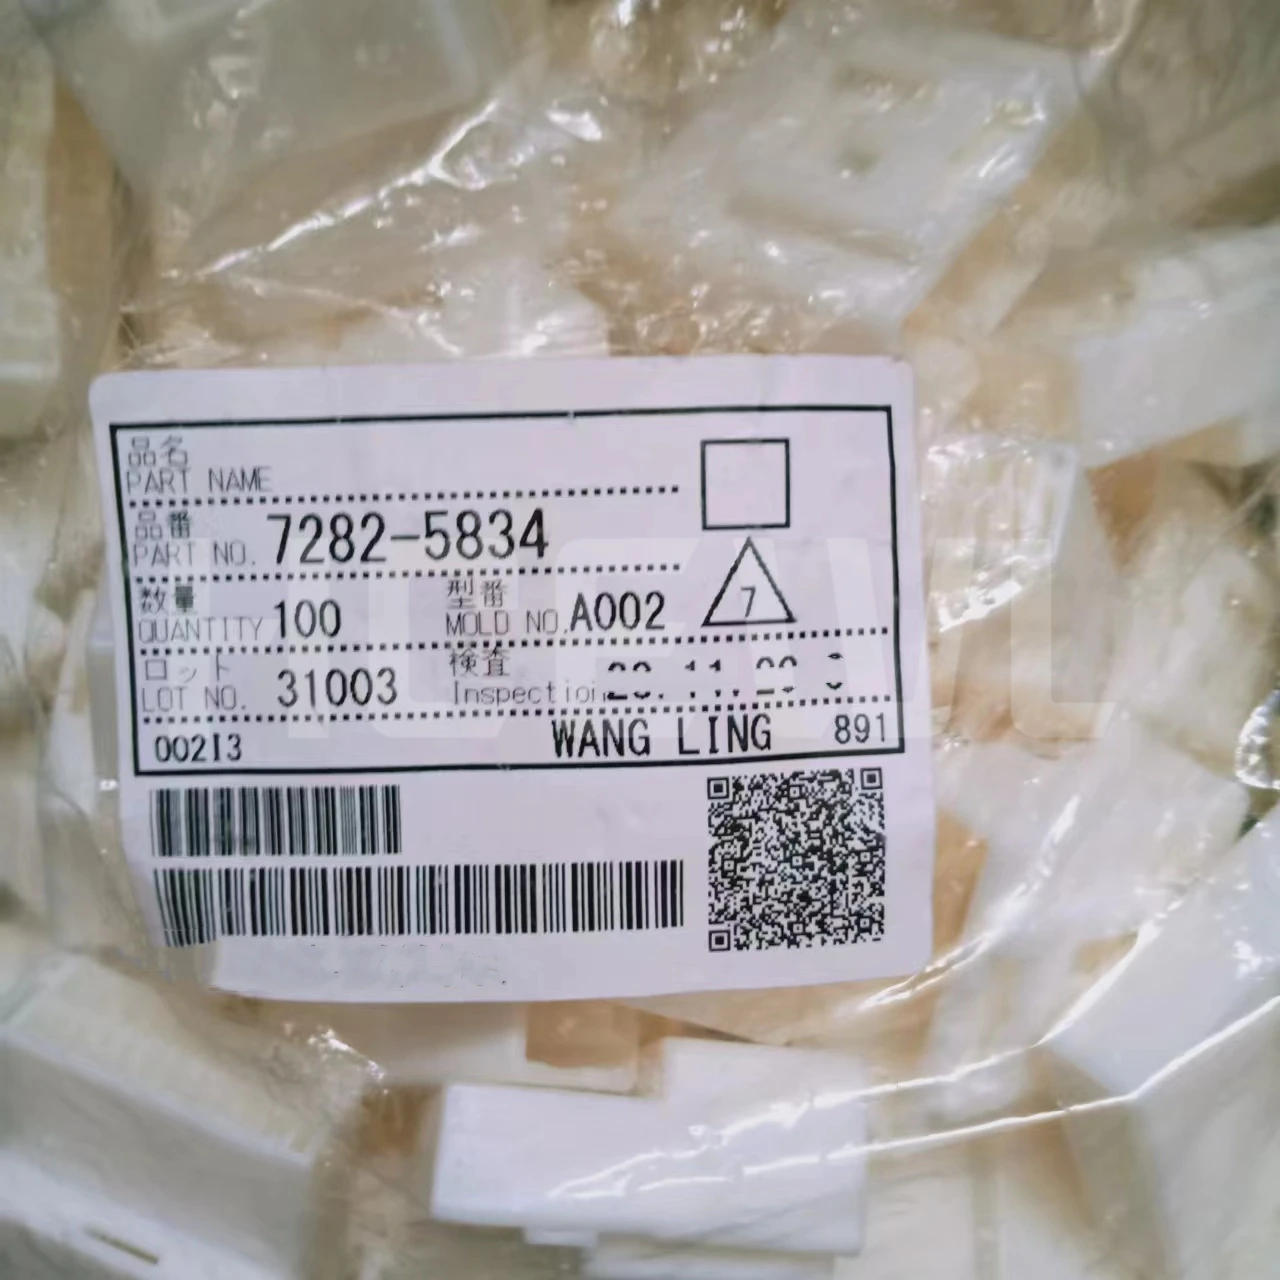 品名
PART NAME
品番
PART NO. 7282-5834
数量 型番
QUANTITY 100 MOLD NO. A002
7
ロット 検査
LOT NO. 31003 Inspection
002I3 WANG LING 891